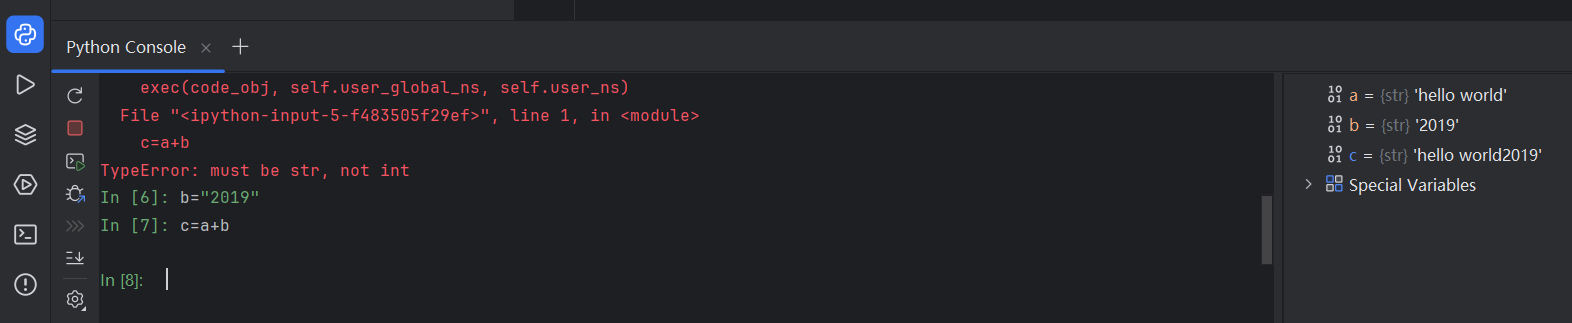 Python Console
exec(code_obj, self.user_global_ns, self.user_ns)
File "<ipython-input-5-f483505f29ef>", line 1, in <module>
c=a+b
TypeError: must be str, not int
In [6]: b="2019"
In [7]: c=a+b
In [8]:
a = {str} 'hello world'
b = {str} '2019'
c = {str} 'hello world2019'
Special Variables